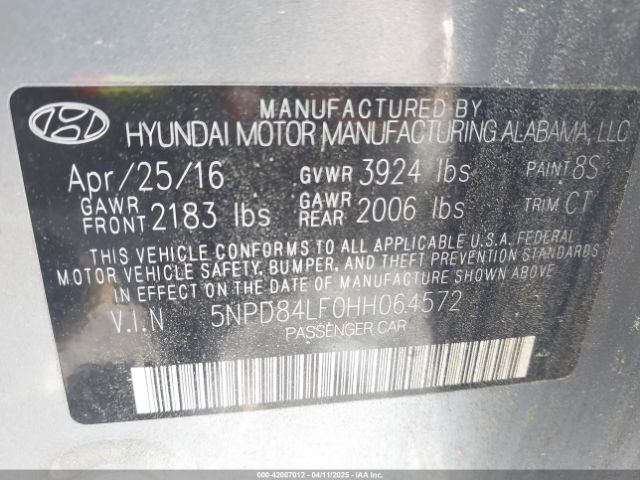 MANUFACTURED BY
HYUNDAI MOTOR MANUFACTURING ALABAMA, LLC
Apr/25/16 GVWR 3924 lbs PAINT 8S
GAWR FRONT 2183 lbs GAWR REAR 2006 lbs TRIM CT
THIS VEHICLE CONFORMS TO ALL APPLICABLE U.S.A. FEDERAL
MOTOR VEHICLE SAFETY, BUMPER, AND THEFT PREVENTION STANDARDS
IN EFFECT ON THE DATE OF MANUFACTURE SHOWN ABOVE
V.I.N 5NPD84LF0HH064572
PASSENGER CAR
000-42007012 - 04/11/2025 - IAAI.COM